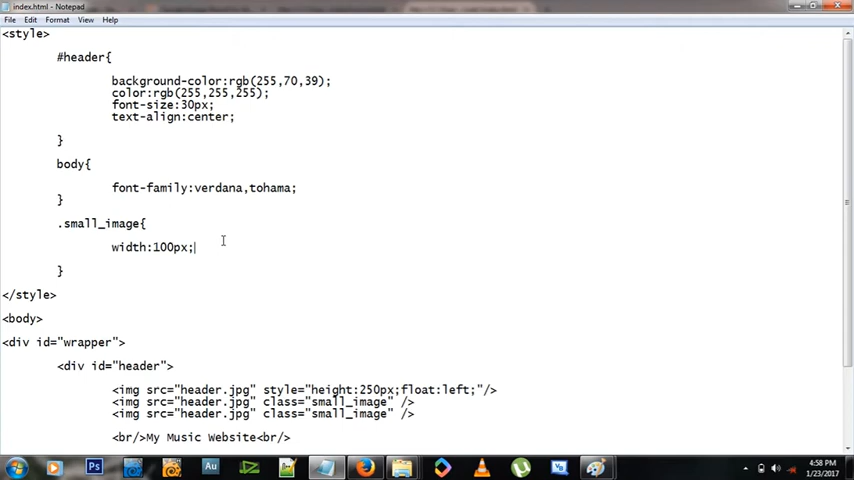 index.html - Notepad
File Edit Format View Help
<style>
#header{
background-color:rgb(255,70,39);
color:rgb(255,255,255);
font-size:30px;
text-align:center;
}
body{
font-family:verdana,tohama;
}
.small_image{
width:100px;
}
</style>
<body>
<div id="wrapper">
<div id="header">
<img src="header.jpg" style="height:250px;float:left;"/>
<img src="header.jpg" class="small_image" />
<img src="header.jpg" class="small_image" />
<br/>My Music Website<br/>
Ps
Au
4:58 PM
1/23/2017